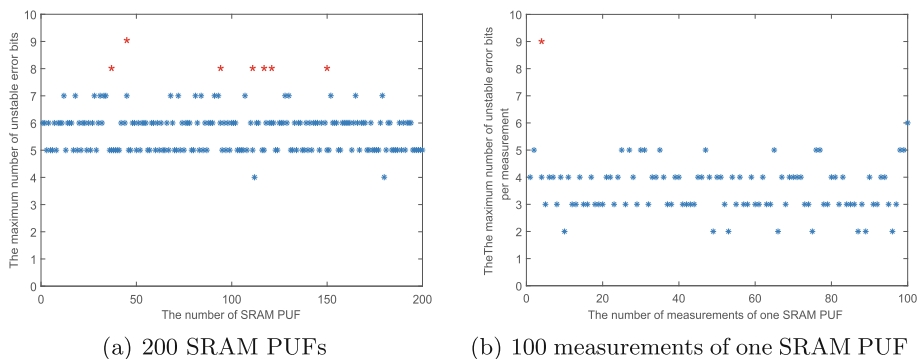 The maximum number of unstable error bits
10
9
8
7
6
5
4
3
2
1
0
0 50 100 150 200
The number of SRAM PUF
(a) 200 SRAM PUFs
TheThe maximum number of unstable error bits
per measurement
10
9
8
7
6
5
4
3
2
1
0
0 20 40 60 80 100
The number of measurements of one SRAM PUF
(b) 100 measurements of one SRAM PUF